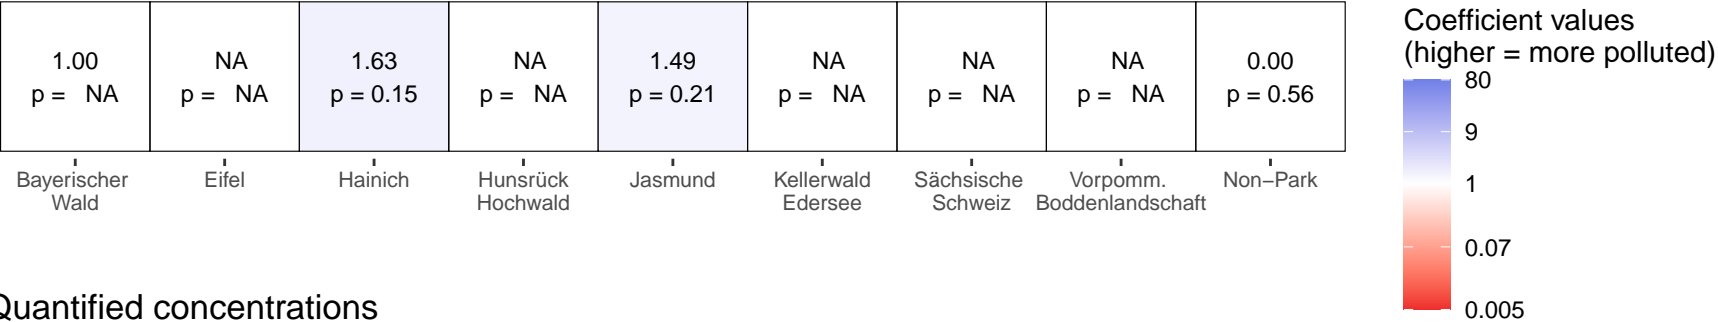 1.00
p = NA
NA
p = NA
1.63
p = 0.15
NA
p = NA
1.49
p = 0.21
NA
p = NA
NA
p = NA
NA
p = NA
0.00
p = 0.56
Bayerischer
Wald
Eifel
Hainich
Hunsrück
Hochwald
Jasmund
Kellerwald
Edersee
Sächsische
Schweiz
Vorpomm.
Boddenlandschaft
Non−Park
Coefficient values
(higher = more polluted)
80
9
1
0.07
0.005
Quantified concentrations